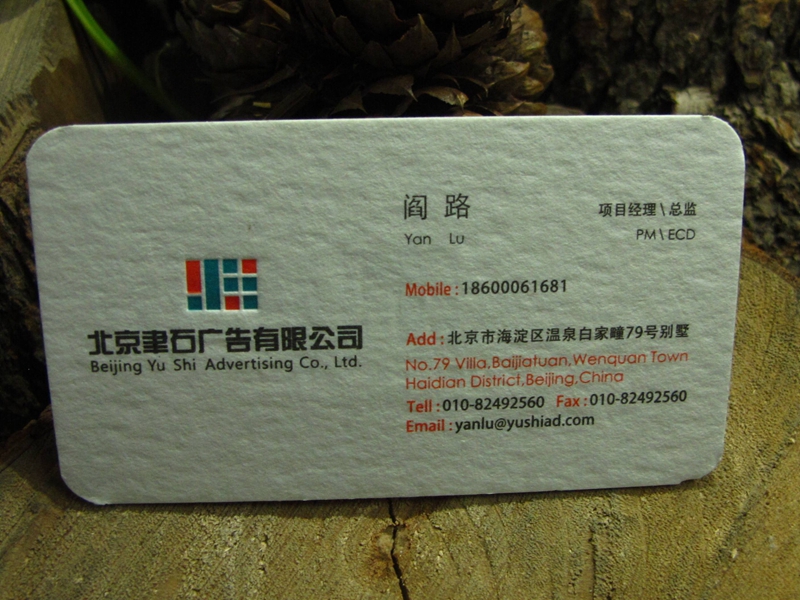 北京聿石广告有限公司
Beijing Yu Shi Advertising Co., Ltd.
阎 路
Yan Lu
项目经理\总监
PM\ECD
Mobile:18600061681
Add:北京市海淀区温泉白家疃79号别墅
No.79 Villa,Baijiatuan,Wenquan Town
Haidian District,Beijing,China
Tell:010-82492560 Fax:010-82492560
Email:yanlu@yushiad.com